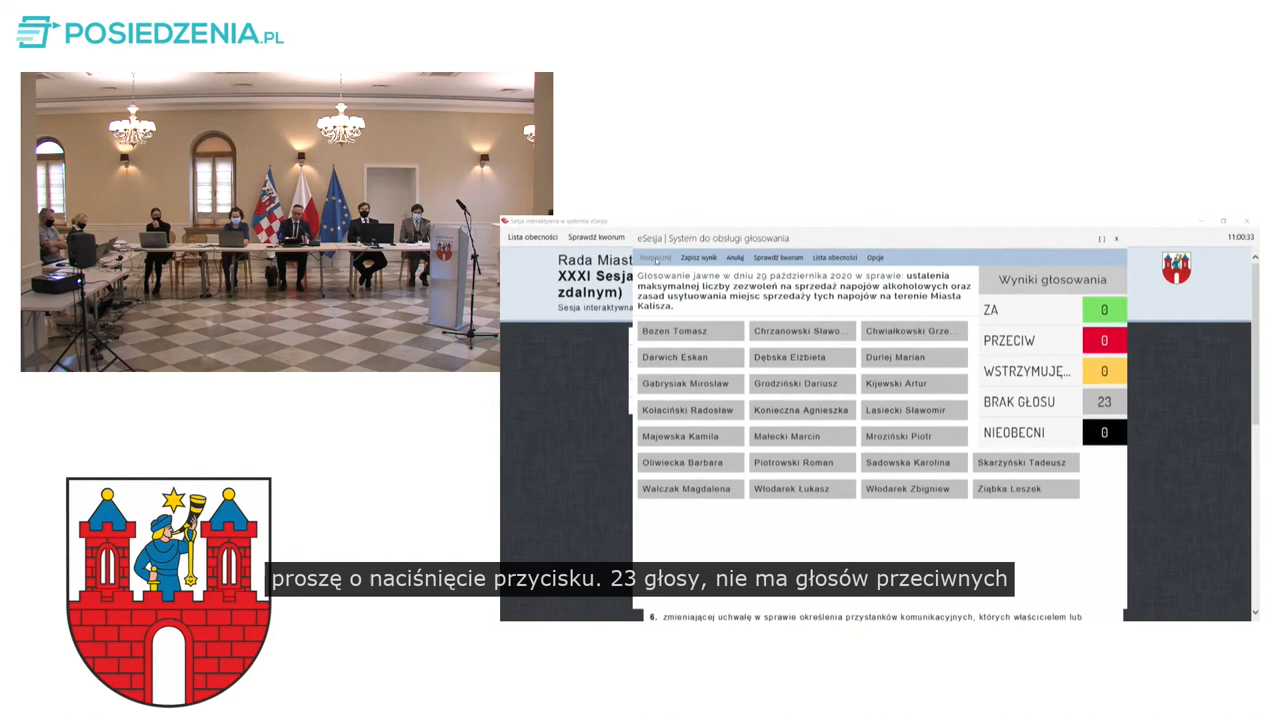 POSIEDZENIA.PL
Sesja interaktywna w systemie eSesja
Lista obecności Sprawdź kworum
eSesja | System do obsługi głosowania
11:00:33
Rozpocznij Zapisz wynik Anuluj Sprawdź kworum Lista obecności Opcje
Rada Miast
XXXI Sesja
zdalnym)
Sesja interaktywna
Głosowanie jawne w dniu 29 października 2020 w sprawie: ustalenia
maksymalnej liczby zezwoleń na sprzedaż napojów alkoholowych oraz
zasad usytuowania miejsc sprzedaży tych napojów na terenie Miasta
Kalisza.
Wyniki głosowania
ZA 0
PRZECIW 0
WSTRZYMUJĘ... 0
BRAK GŁOSU 23
NIEOBECNI 0
Bezen Tomasz Chrzanowski Sławo... Chwiałkowski Grze...
Darwich Eskan Dębska Elżbieta Durlej Marian
Gabrysiak Mirosław Grodziński Dariusz Kijewski Artur
Kołaciński Radosław Konieczna Agnieszka Lasiecki Sławomir
Majewska Kamila Małecki Marcin Mroziński Piotr
Oliwiecka Barbara Piotrowski Roman Sadowska Karolina Skarżyński Tadeusz
Walczak Magdalena Włodarek Łukasz Włodarek Zbigniew Ziąbka Leszek
proszę o naciśnięcie przycisku. 23 głosy, nie ma głosów przeciwnych
6. zmieniającej uchwałę w sprawie określenia przystanków komunikacyjnych, których właścicielem lub